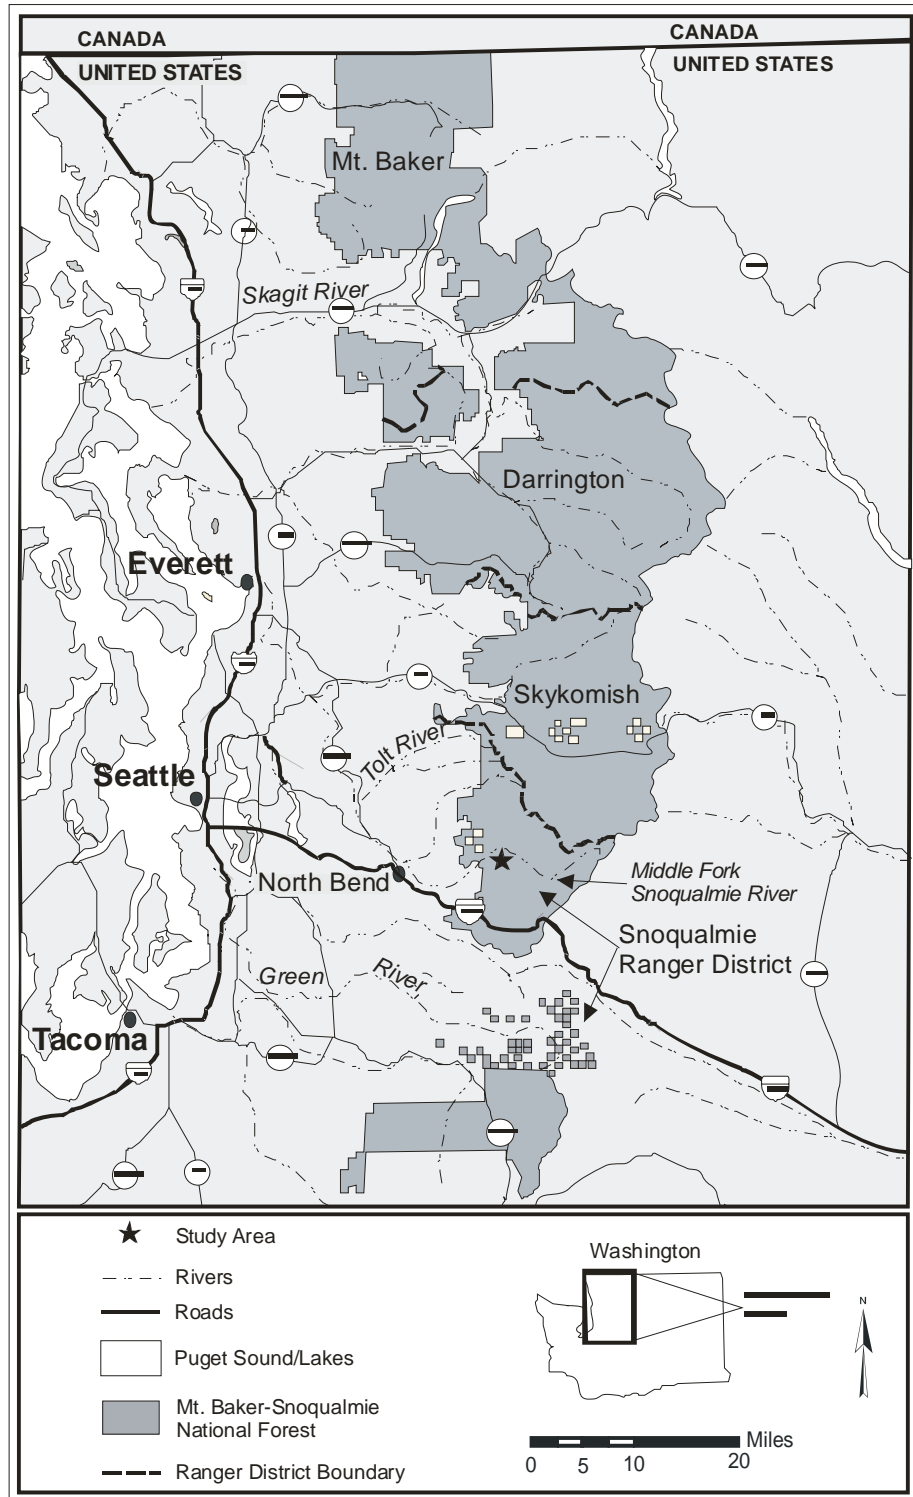 CANADA
CANADA
UNITED STATES
UNITED STATES
Mt. Baker
Skagit River
Darrington
Everett
Skykomish
Tolt River
Seattle
North Bend
Middle Fork
Snoqualmie River
Snoqualmie
Ranger District
Green River
Tacoma
Study Area
Rivers
Roads
Puget Sound/Lakes
Mt. Baker-Snoqualmie
National Forest
Ranger District Boundary
Washington
N
Miles
0 5 10 20